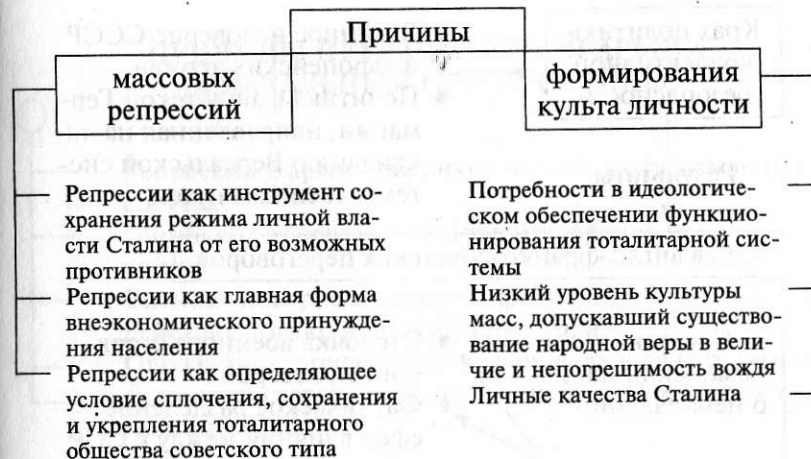 Причины
массовых
репрессий
формирования
культа личности
Репрессии как инструмент со-
хранения режима личной вла-
сти Сталина от его возможных
противников
Репрессии как главная форма
внеэкономического принужде-
ния населения
Репрессии как определяющее
условие сплочения, сохранения
и укрепления тоталитарного
общества советского типа
Потребности в идеологиче-
ском обеспечении функцио-
нирования тоталитарной сис-
темы
Низкий уровень культуры
масс, допускавший существо-
вание народной веры в вели-
чие и непогрешимость вождя
Личные качества Сталина